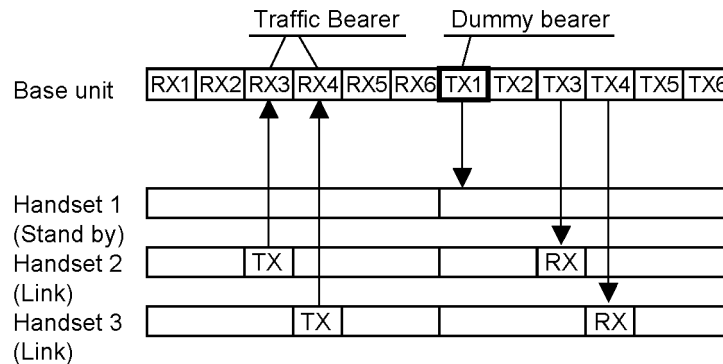 Traffic Bearer Dummy bearer
Base unit RX1 RX2 RX3 RX4 RX5 RX6 TX1 TX2 TX3 TX4 TX5 TX6
Handset 1
(Stand by)
Handset 2 TX RX
(Link)
Handset 3 TX RX
(Link)